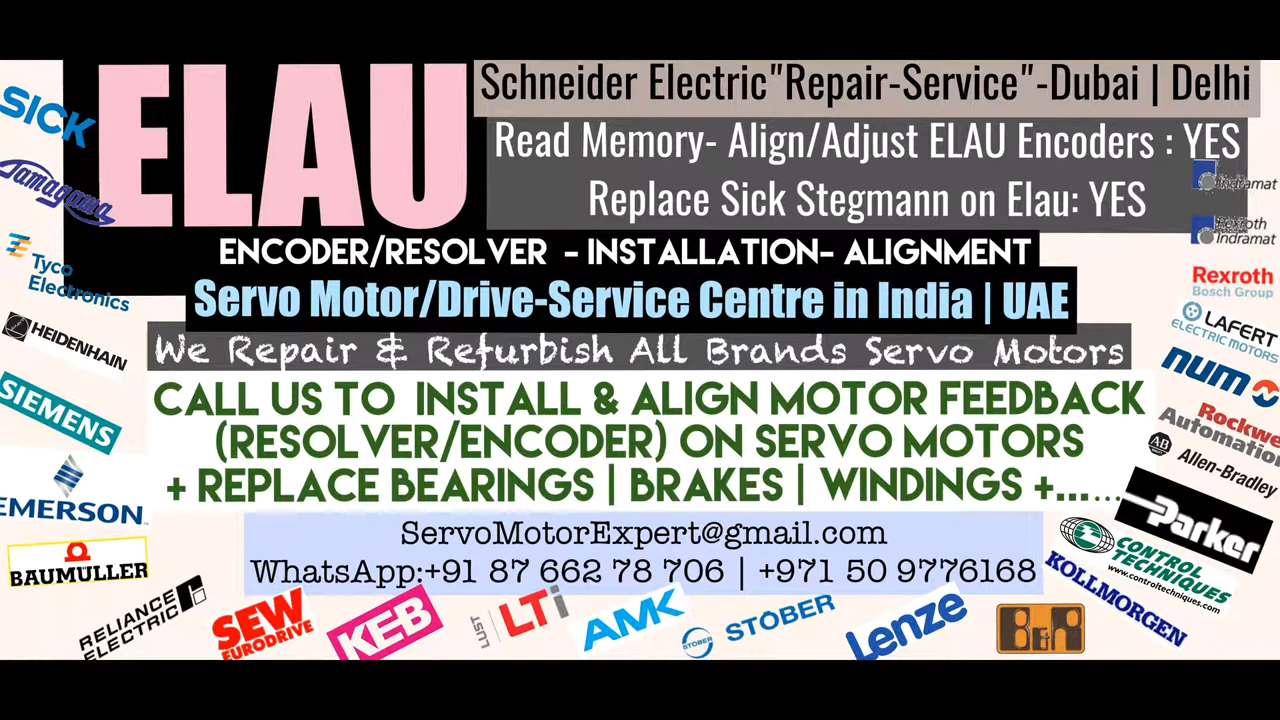 ELAU
Schneider Electric"Repair-Service"-Dubai | Delhi
Read Memory- Align/Adjust ELAU Encoders : YES
Replace Sick Stegmann on Elau: YES
ENCODER/RESOLVER - INSTALLATION- ALIGNMENT
Servo Motor/Drive-Service Centre in India | UAE
We Repair & Refurbish All Brands Servo Motors
CALL US TO INSTALL & ALIGN MOTOR FEEDBACK
(RESOLVER/ENCODER) ON SERVO MOTORS
+ REPLACE BEARINGS | BRAKES | WINDINGS +......
ServoMotorExpert@gmail.com
WhatsApp:+91 87 662 78 706 | +971 50 9776168
SICK
Tamagawa
Tyco
Electronics
HEIDENHAIN
SIEMENS
EMERSON
BAUMULLER
RELIANCE
ELECTRIC
SEW
EURODRIVE
KEB
LUST
LTi
AMK
STOBER
STÖBER
Lenze
B&R
KOLLMORGEN
CONTROL
TECHNIQUES
www.controltechniques.com
Parker
AB
Allen-Bradley
Rockwe
Automation
num
LAFERT
ELECTRIC MOTORS
Rexroth
Bosch Group
Rexroth
Indramat
Indramat